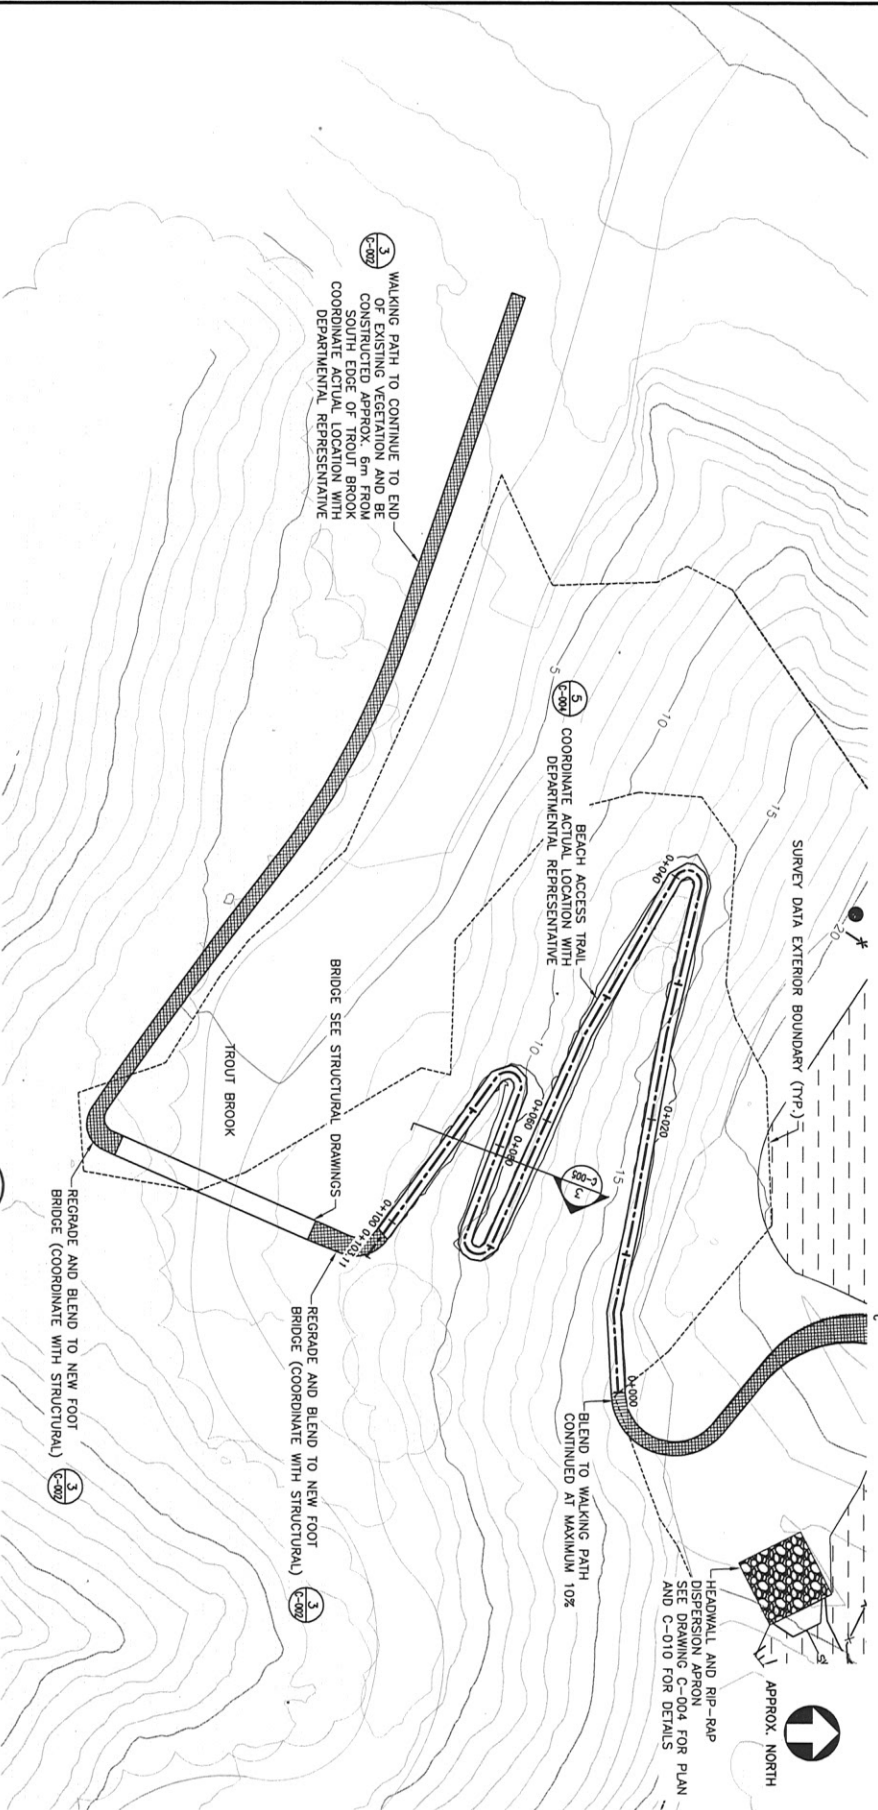 SURVEY DATA EXTERIOR BOUNDARY (TYP.)
20
15
10
5
15
10
5
C-004
BEACH ACCESS TRAIL
COORDINATE ACTUAL LOCATION WITH
DEPARTMENTAL REPRESENTATIVE
3
C-002
WALKING PATH TO CONTINUE TO END
OF EXISTING VEGETATION AND BE
CONSTRUCTED APPROX. 6m FROM
SOUTH EDGE OF TROUT BROOK
COORDINATE ACTUAL LOCATION WITH
DEPARTMENTAL REPRESENTATIVE
0+000
0+020
0+040
0+060
0+080
0+100
0+103.11
3
C-005
BRIDGE SEE STRUCTURAL DRAWINGS
TROUT BROOK
BLEND TO WALKING PATH
CONTINUED AT MAXIMUM 10%
HEADWALL AND RIP-RAP
DISPERSION APRON
SEE DRAWING C-004 FOR PLAN
AND C-010 FOR DETAILS
APPROX. NORTH
REGRADE AND BLEND TO NEW FOOT
BRIDGE (COORDINATE WITH STRUCTURAL)
3
C-002
REGRADE AND BLEND TO NEW FOOT
BRIDGE (COORDINATE WITH STRUCTURAL)
3
C-002